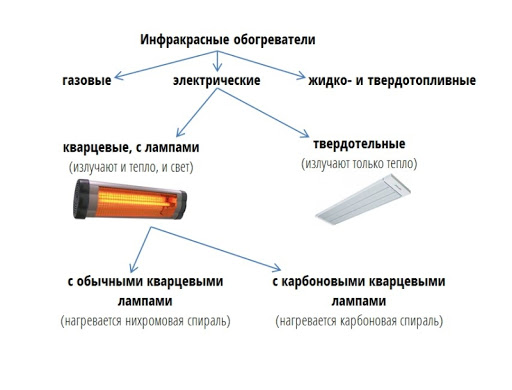 Инфракрасные обогреватели
газовые электрические жидко- и твердотопливные
кварцевые, с лампами
(излучают и тепло, и свет)
твердотельные
(излучают только тепло)
с обычными кварцевыми
лампами
(нагревается нихромовая спираль)
с карбоновыми кварцевыми
лампами
(нагревается карбоновая спираль)